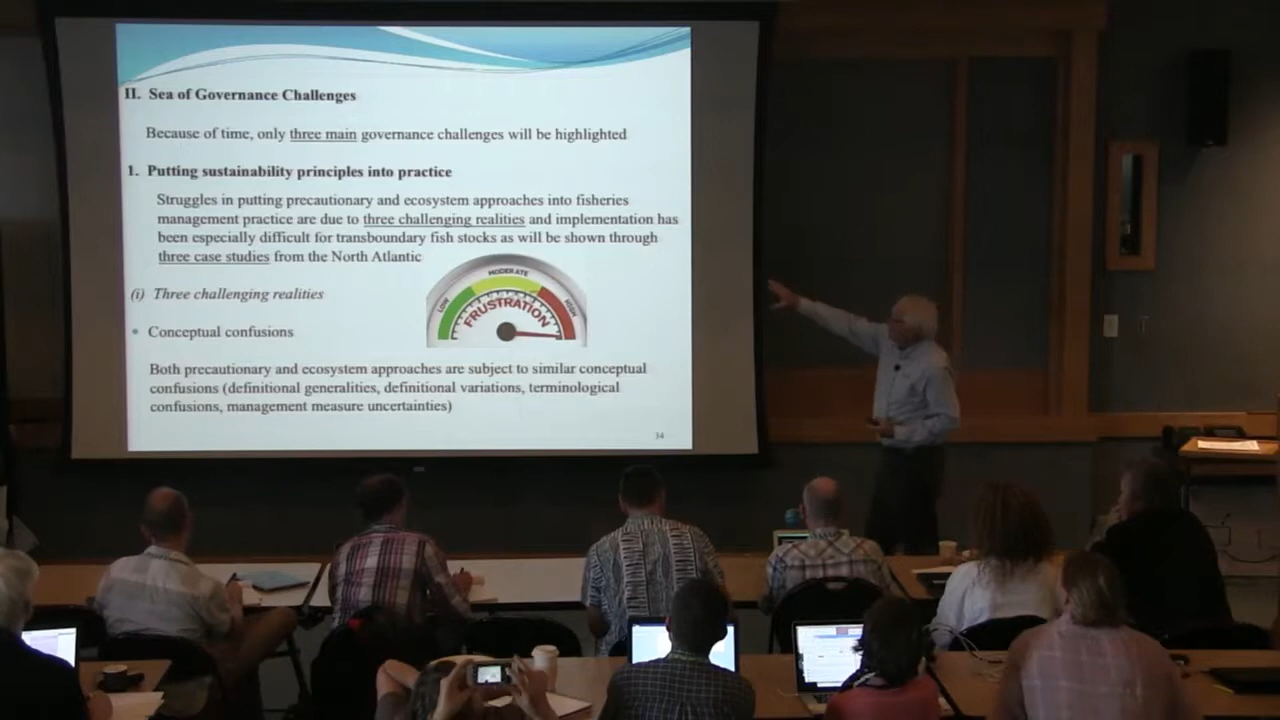 II. Sea of Governance Challenges
Because of time, only three main governance challenges will be highlighted
1. Putting sustainability principles into practice
Struggles in putting precautionary and ecosystem approaches into fisheries
management practice are due to three challenging realities and implementation has
been especially difficult for transboundary fish stocks as will be shown through
three case studies from the North Atlantic
LOW
MODERATE
HIGH
FRUSTRATION
(i) Three challenging realities
• Conceptual confusions
Both precautionary and ecosystem approaches are subject to similar conceptual
confusions (definitional generalities, definitional variations, terminological
confusions, management measure uncertainties)
34